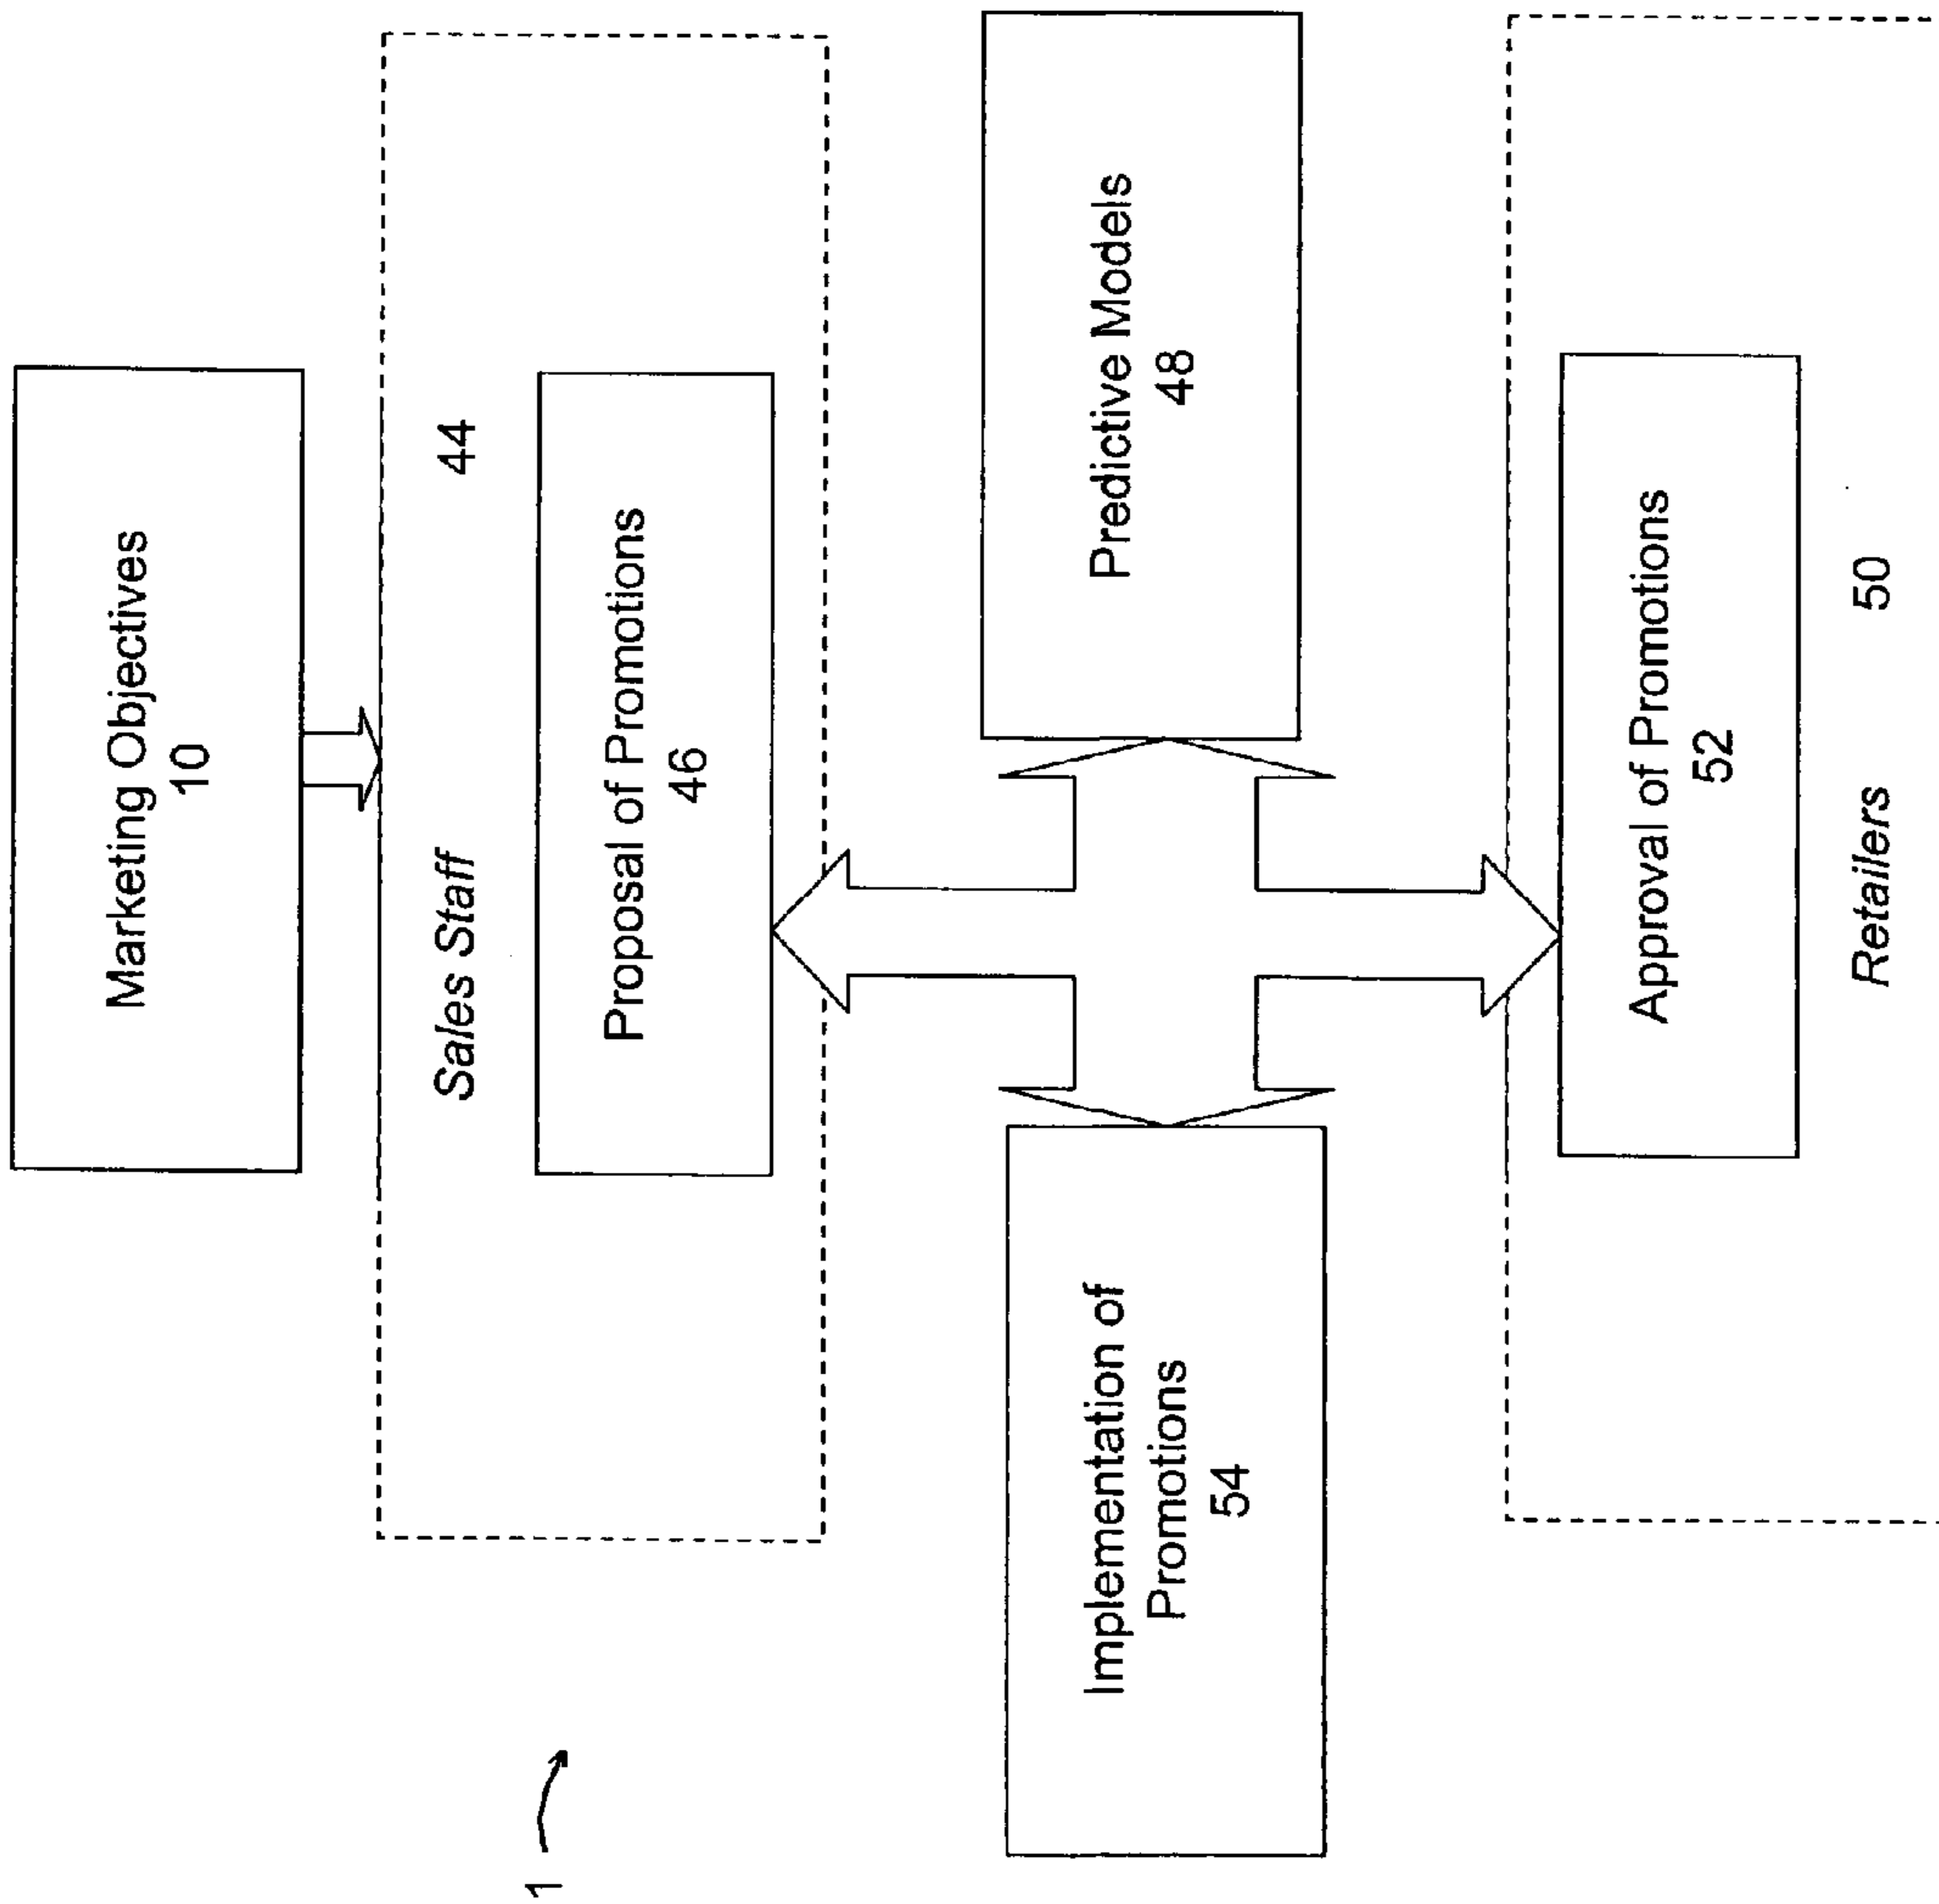 Marketing Objectives
10
Sales Staff 44
Proposal of Promotions
46
Implementation of
Promotions
54
Predictive Models
48
Approval of Promotions
52
Retailers 50
1